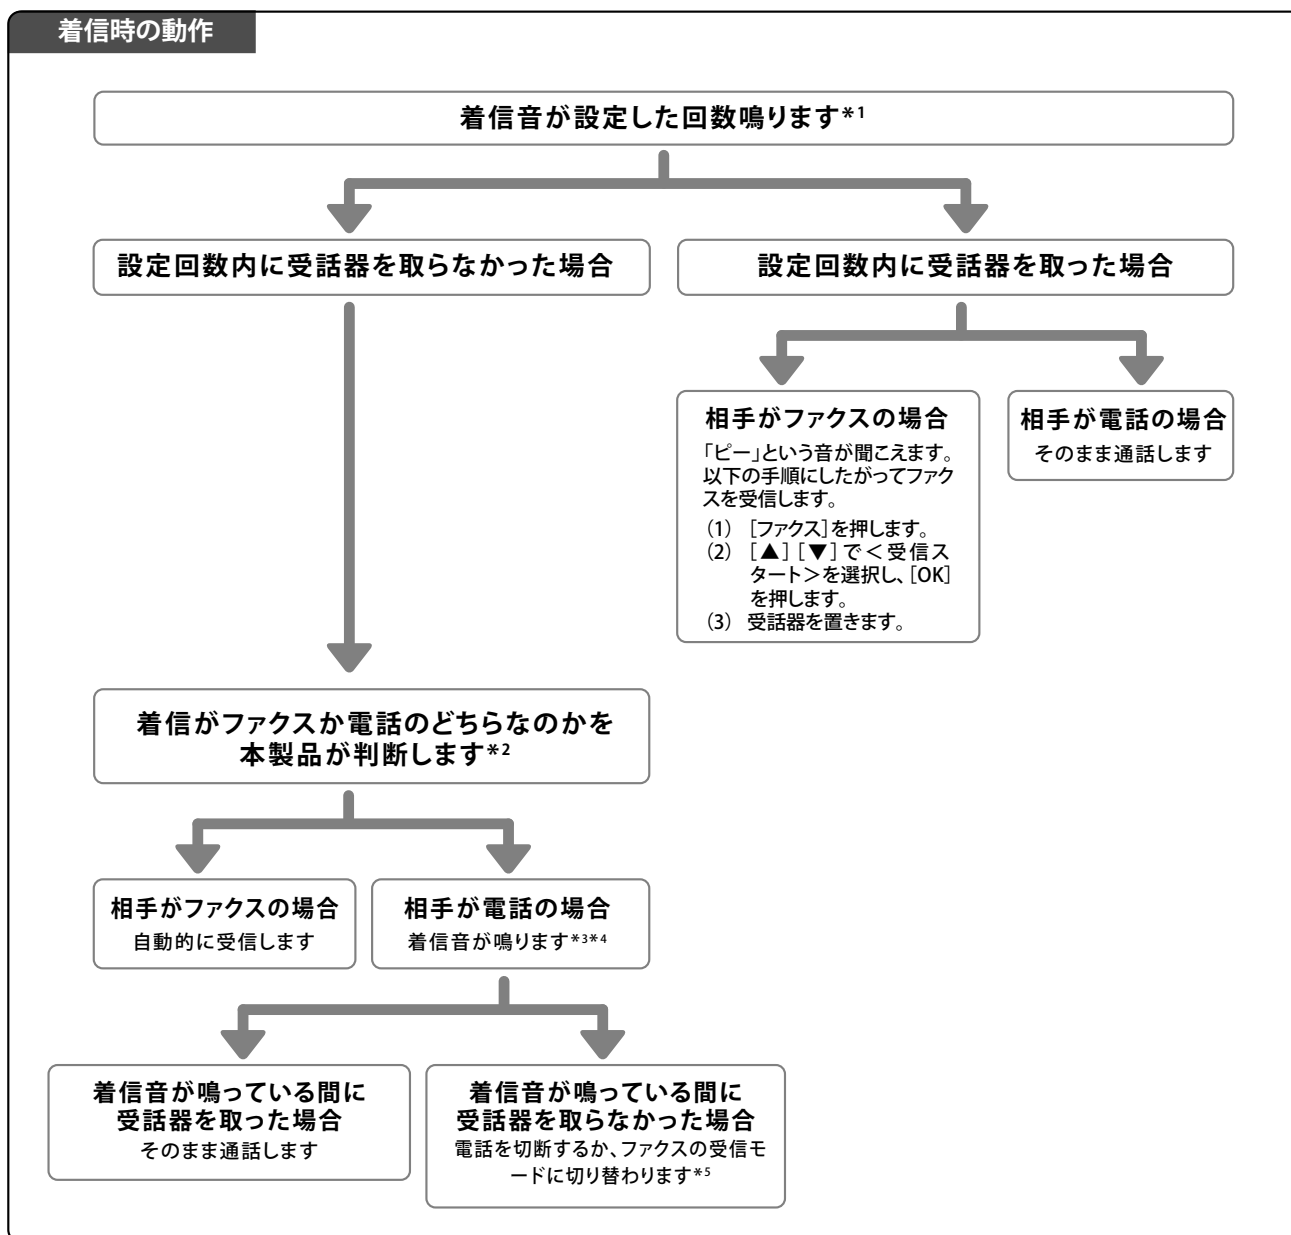 着信時の動作
着信音が設定した回数鳴ります*1
設定回数内に受話器を取らなかった場合
設定回数内に受話器を取った場合
相手がファクスの場合
「ピー」という音が聞こえます。
以下の手順にしたがってファク
スを受信します。
(1) [ファクス]を押します。
(2) [▲][▼]で<受信ス
タート>を選択し、[OK]
を押します。
(3) 受話器を置きます。
相手が電話の場合
そのまま通話します
着信がファクスか電話のどちらなのかを
本製品が判断します*2
相手がファクスの場合
自動的に受信します
相手が電話の場合
着信音が鳴ります*3*4
着信音が鳴っている間に
受話器を取った場合
そのまま通話します
着信音が鳴っている間に
受話器を取らなかった場合
電話を切断するか、ファクスの受信モ
ードに切り替わります*5